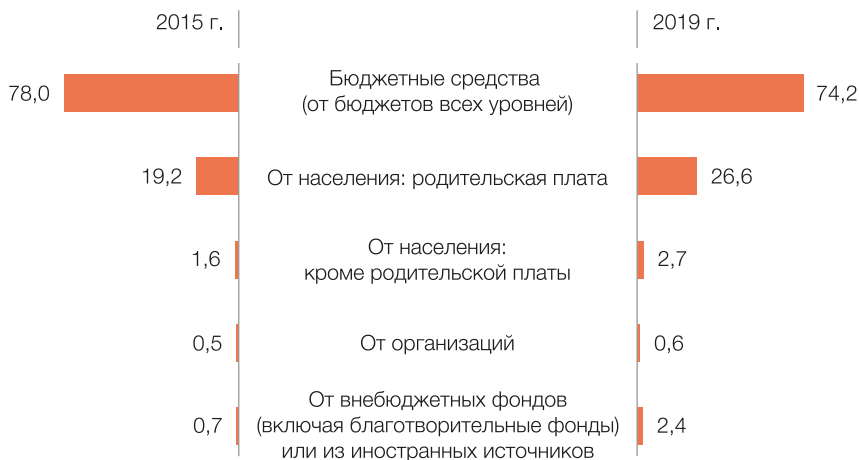 2015 г.
2019 г.
78,0
Бюджетные средства
(от бюджетов всех уровней)
74,2
19,2
От населения: родительская плата
26,6
1,6
От населения:
кроме родительской платы
2,7
0,5
От организаций
0,6
0,7
От внебюджетных фондов
(включая благотворительные фонды)
или из иностранных источников
2,4